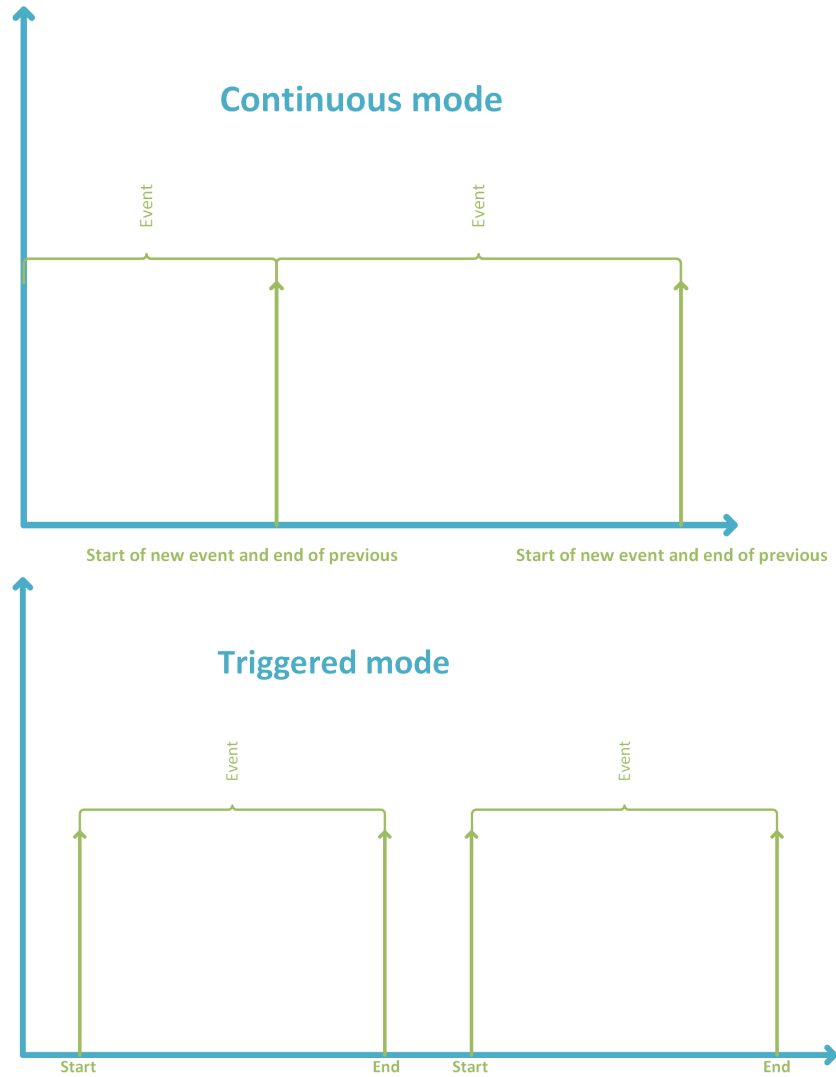 Continuous mode
Event
Event
Start of new event and end of previous
Start of new event and end of previous
Triggered mode
Event
Event
Start
End
Start
End